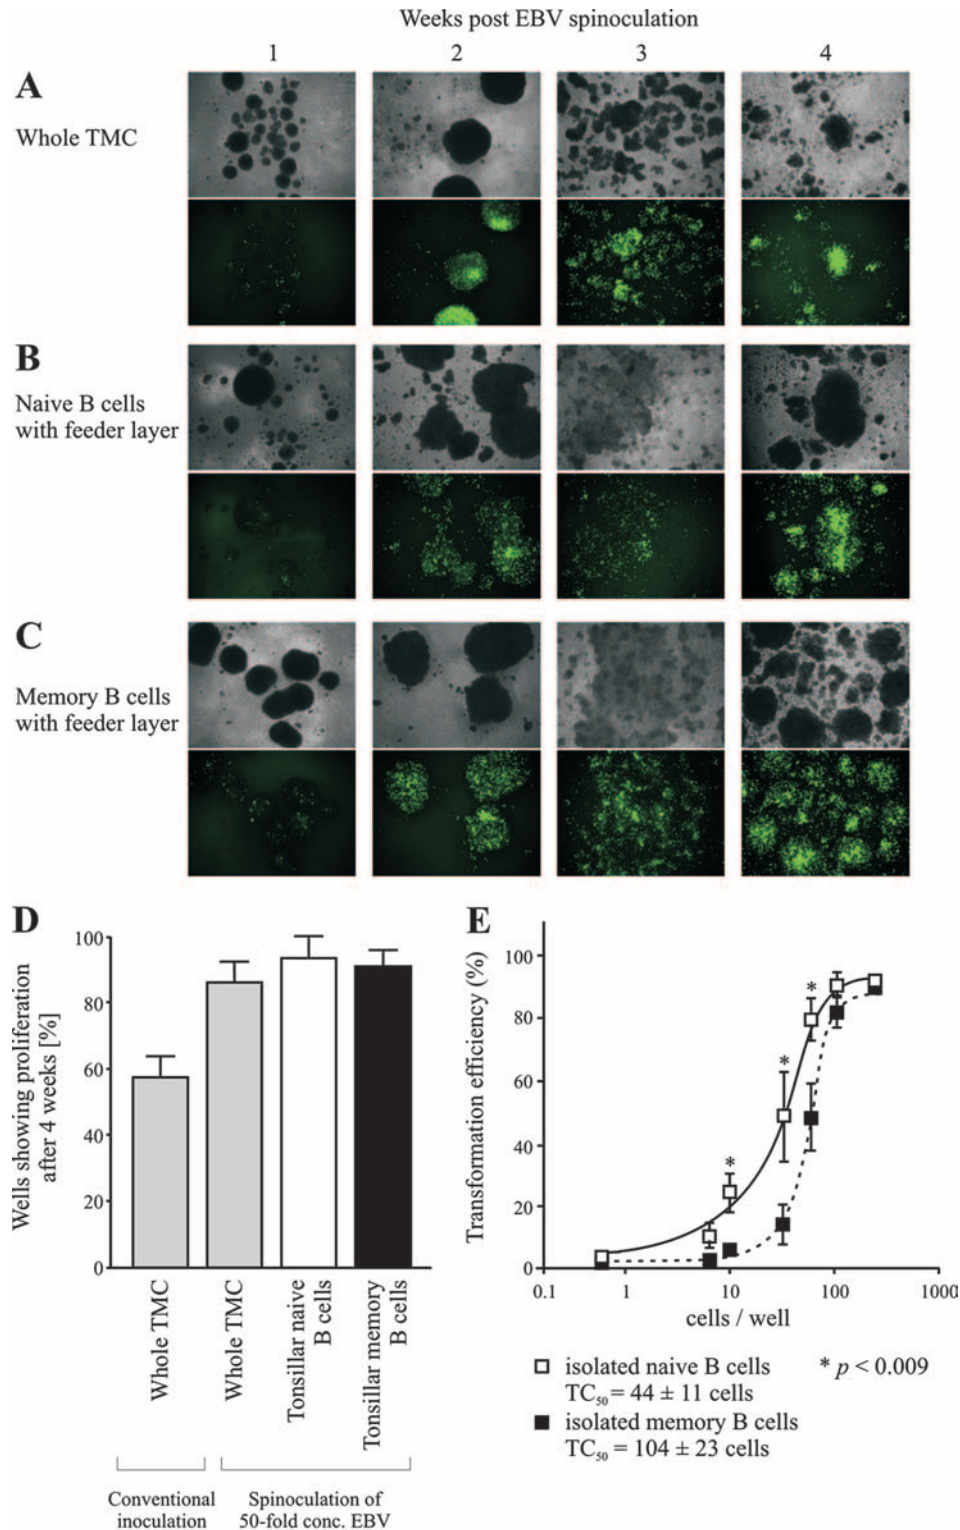 Weeks post EBV spinoculation
1 2 3 4
A
Whole TMC
B
Naive B cells
with feeder layer
C
Memory B cells
with feeder layer
D
Wells showing proliferation
after 4 weeks [%]
100
80
60
40
20
0
Whole TMC
Whole TMC
Tonsillar naive
B cells
Tonsillar memory
B cells
Conventional
inoculation
Spinoculation of
50-fold conc. EBV
E
Transformation efficiency (%)
100
80
60
40
20
0
*
*
*
0.1 1 10 100 1000
cells / well
isolated naive B cells
TC₅₀ = 44 ± 11 cells
* p < 0.009
isolated memory B cells
TC₅₀ = 104 ± 23 cells